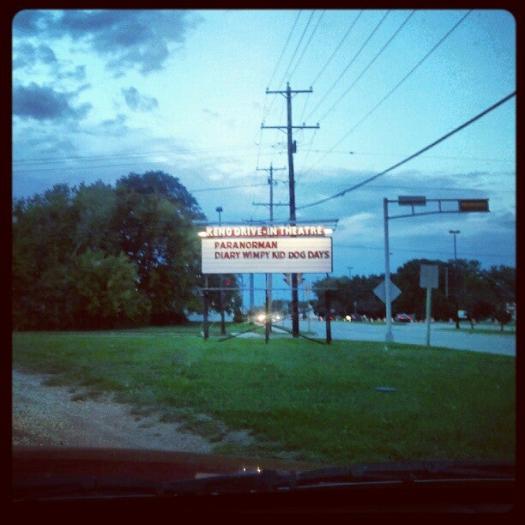 KENO DRIVE-IN THEATRE
PARANORMAN
DIARY WIMPY KID DOG DAYS